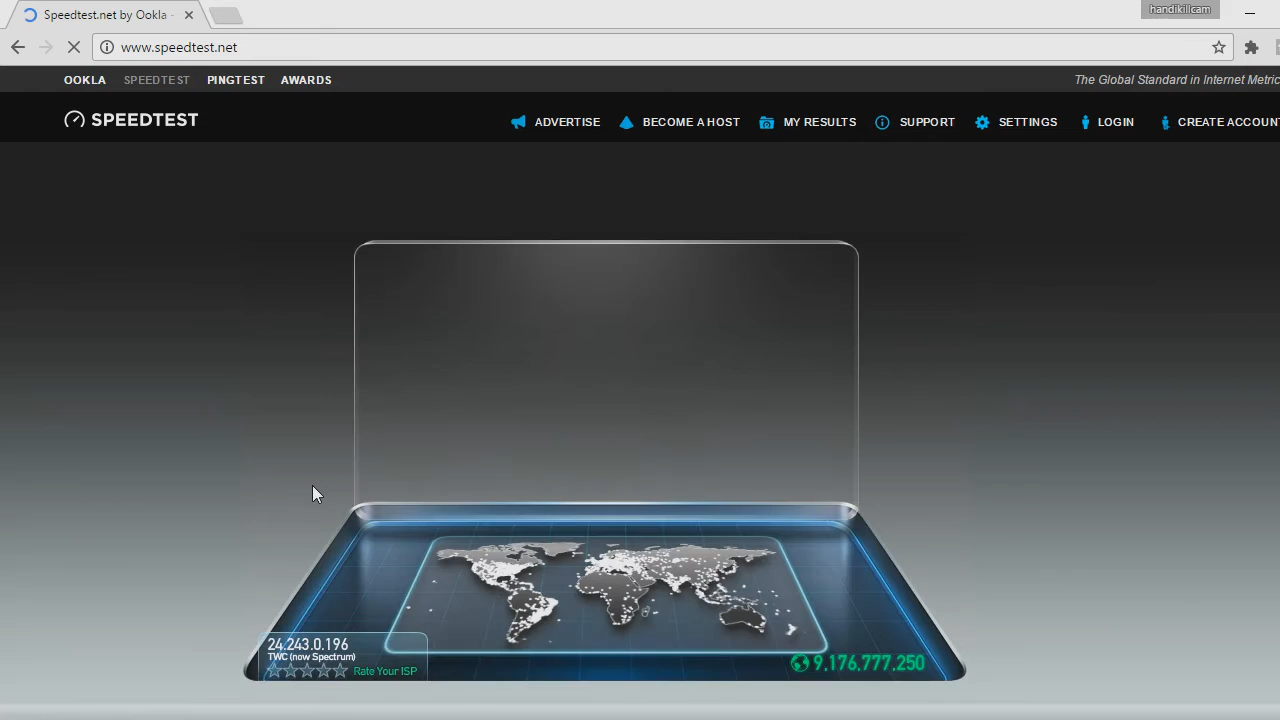 Speedtest.net by Ookla -
handikillcam
www.speedtest.net
OOKLA SPEEDTEST PINGTEST AWARDS
The Global Standard in Internet Metric
SPEEDTEST
ADVERTISE BECOME A HOST MY RESULTS SUPPORT SETTINGS LOGIN CREATE ACCOUNT
24.243.0.196
TWC (now Spectrum)
Rate Your ISP
9,176,777,250